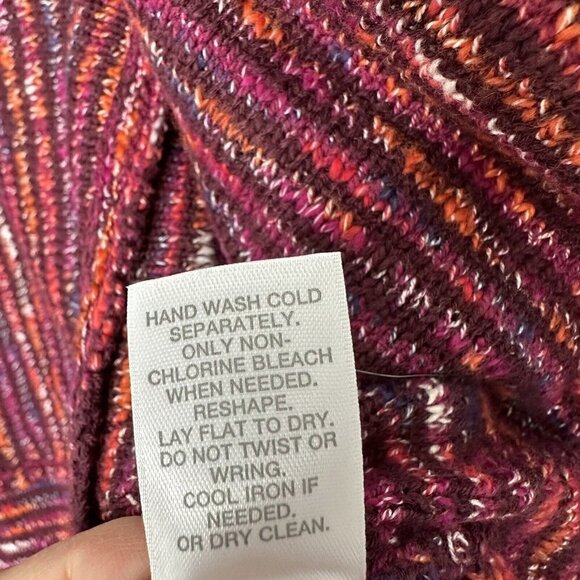 HAND WASH COLD
SEPARATELY.
ONLY NON-
CHLORINE BLEACH
WHEN NEEDED.
RESHAPE.
LAY FLAT TO DRY.
DO NOT TWIST OR
WRING.
COOL IRON IF
NEEDED.
OR DRY CLEAN.